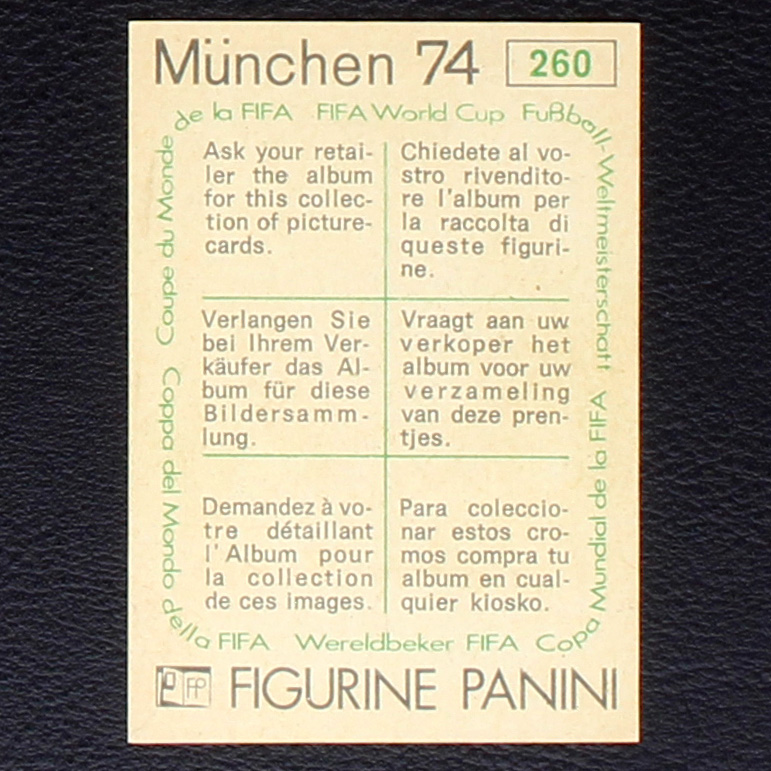 München 74 260
de la FIFA FIFA World Cup Fußball-Weltmeisterschaft
Ask your retai-
ler the album
for this collec-
tion of picture-
cards.
Chiedete al vo-
stro rivendito-
re l'album per
la raccolta di
queste figuri-
ne.
Verlangen Sie
bei Ihrem Ver-
käufer das Al-
bum für diese
Bildersamm-
lung.
Vraagt aan uw
verkoper het
album voor uw
verzameling
van deze pren-
tjes.
Demandez à vo-
tre détaillant
l'Album pour
la collection
de ces images.
Para coleccio-
nar estos cro-
mos compra tu
album en cual-
quier kiosko.
Copa Mundial de la FIFA
Wereldbeker FIFA
Coppa del Mondo della FIFA
Coupe du Monde
FP FIGURINE PANINI